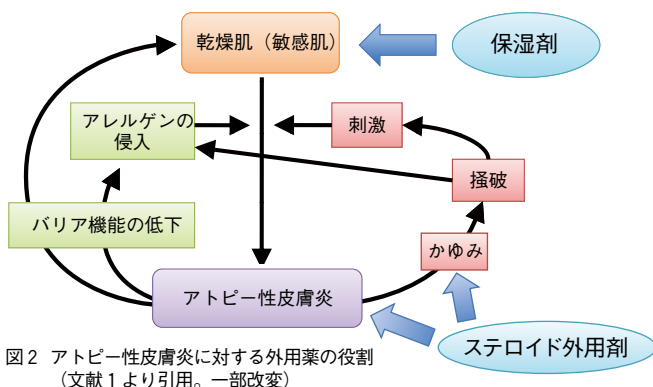 乾燥肌（敏感肌）
保湿剤
アレルゲンの
侵入
刺激
掻破
バリア機能の低下
かゆみ
アトピー性皮膚炎
ステロイド外用剤
図2 アトピー性皮膚炎に対する外用薬の役割
（文献1より引用。一部改変）